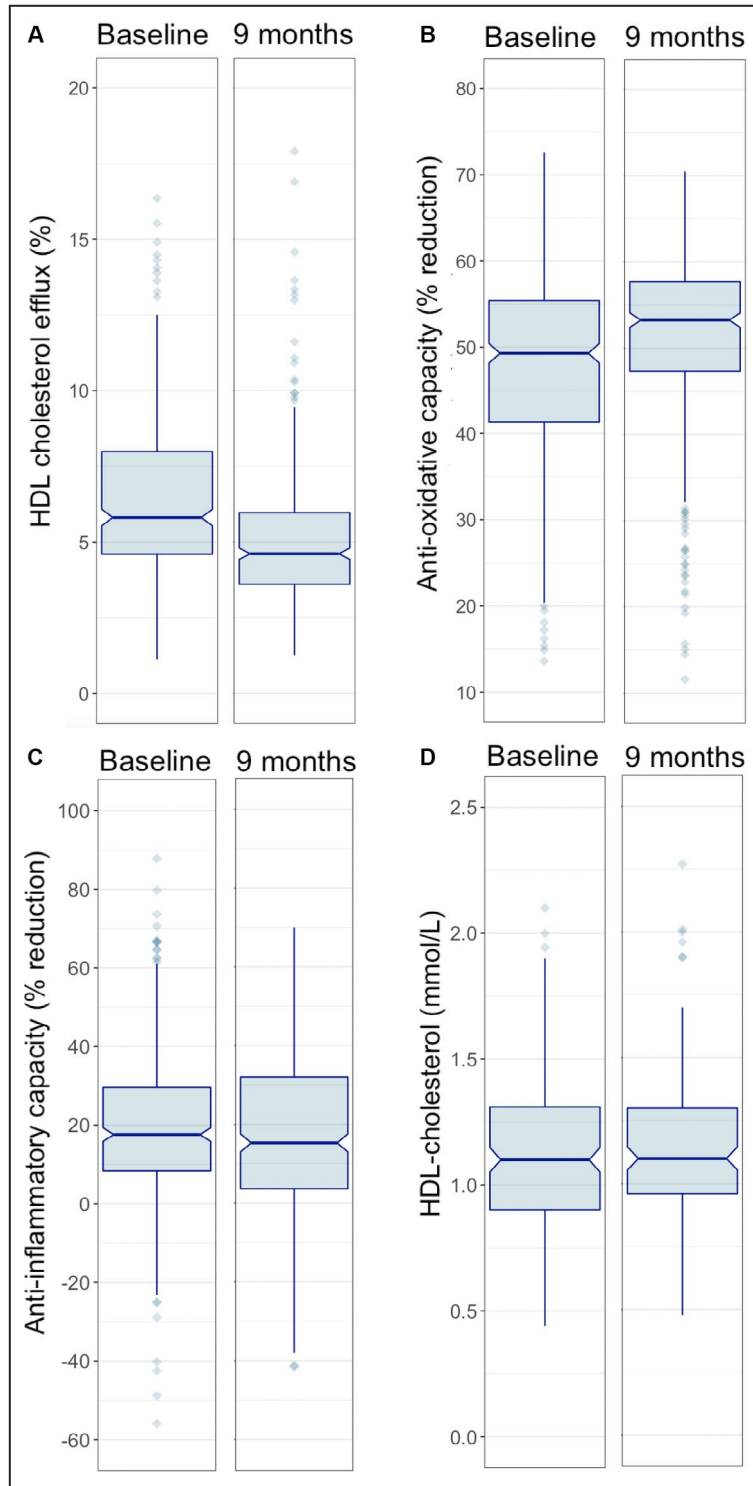 A
Baseline 9 months
HDL cholesterol efflux (%)
20
15
10
5
0
B
Baseline 9 months
Anti-oxidative capacity (% reduction)
80
70
60
50
40
30
20
10
C
Baseline 9 months
Anti-inflammatory capacity (% reduction)
100
80
60
40
20
0
-20
-40
-60
D
Baseline 9 months
HDL-cholesterol (mmol/L)
2.5
2.0
1.5
1.0
0.5
0.0